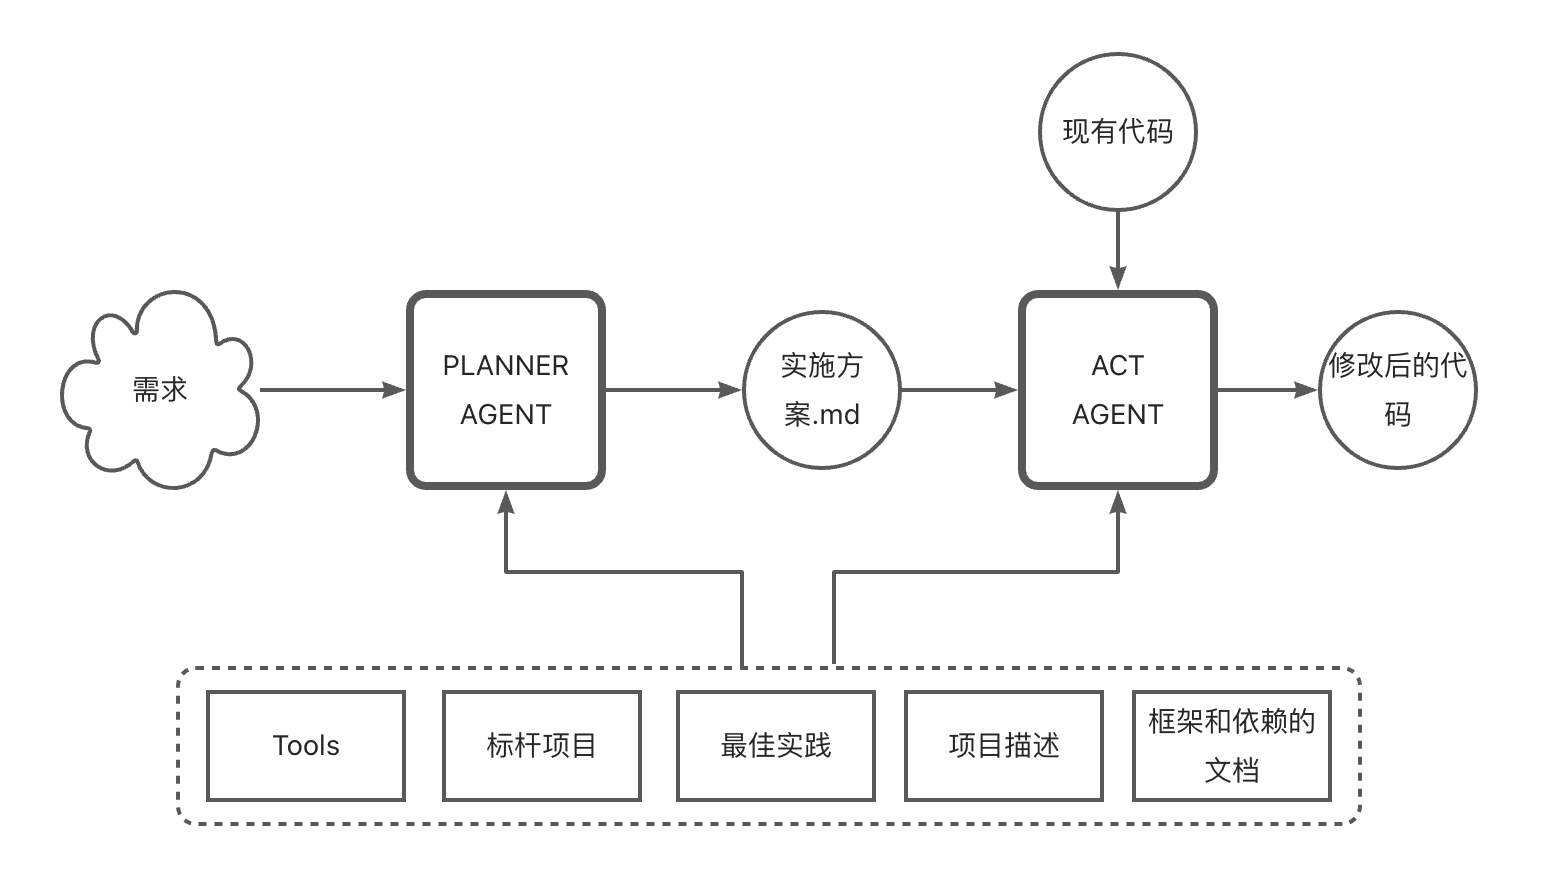 现有代码
需求
PLANNER
AGENT
实施方
案.md
ACT
AGENT
修改后的代
码
Tools
标杆项目
最佳实践
项目描述
框架和依赖的
文档